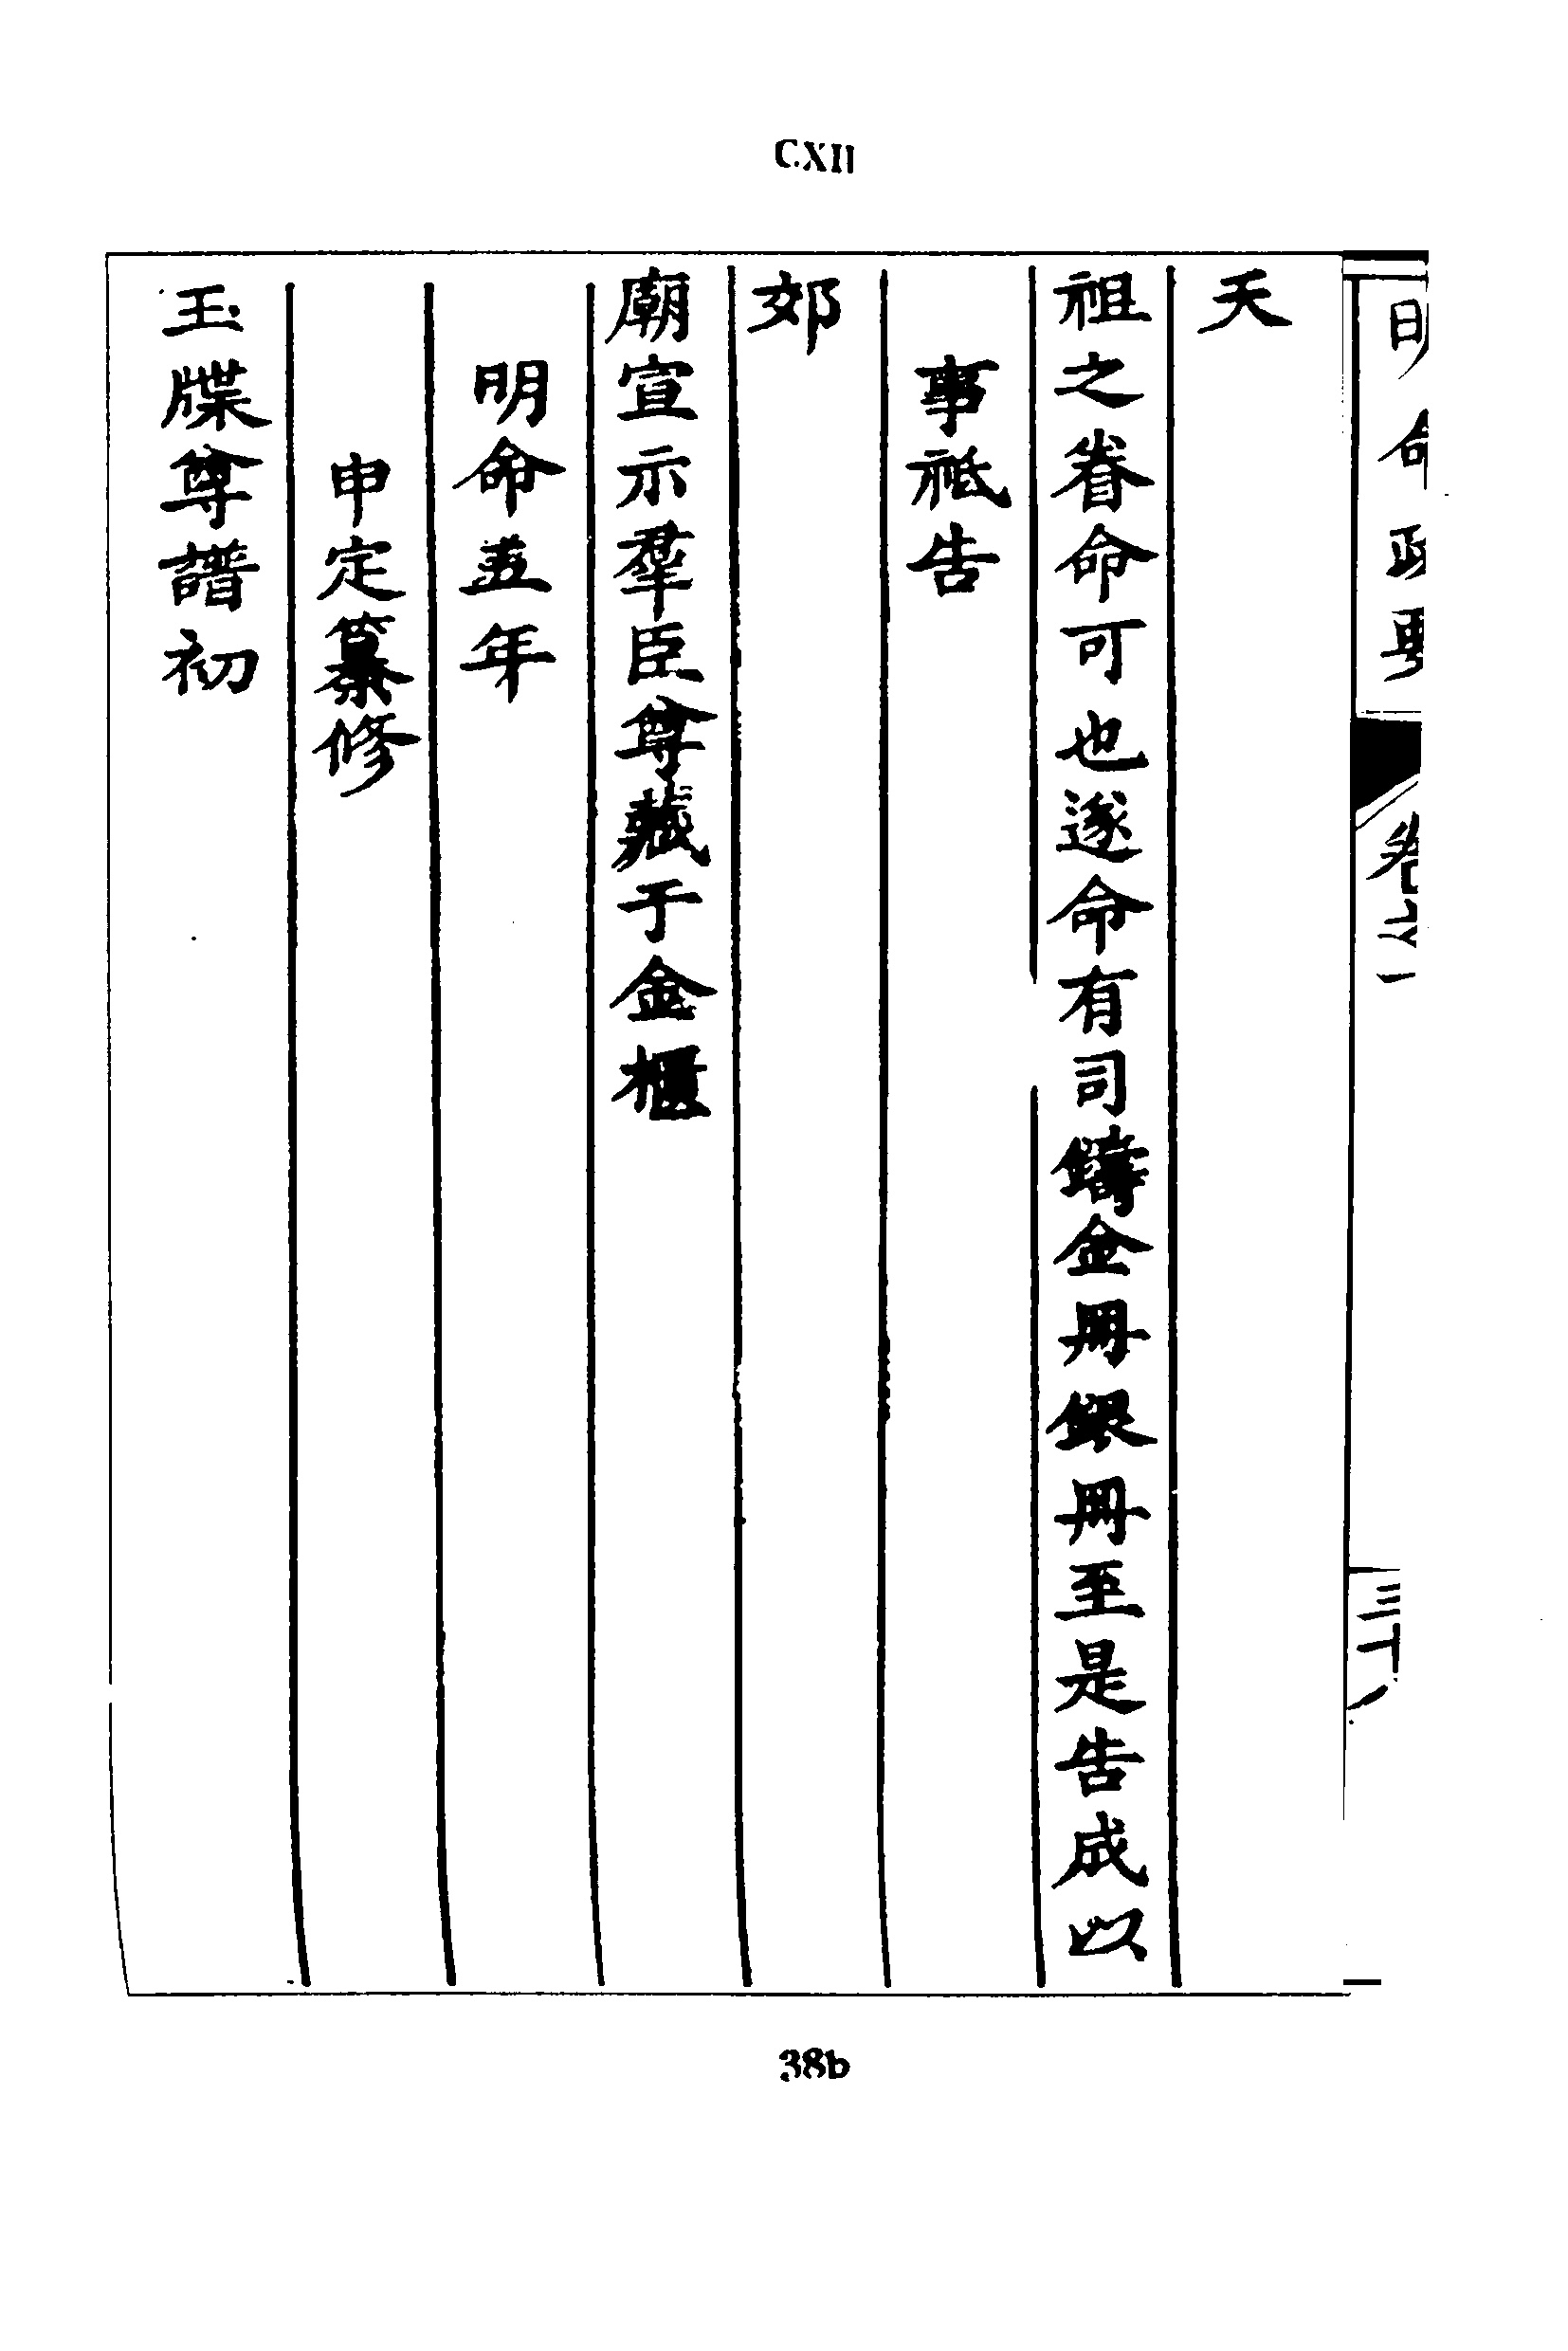 CXII
明命政要 卷之一 三十八
天
祖之眷命可也遂命有司鑄金冊銀冊至是告成以
事祗告
郊
廟宣示羣臣尊藏于金櫃
明命五年
申定纂修
玉牒尊譜初
38b